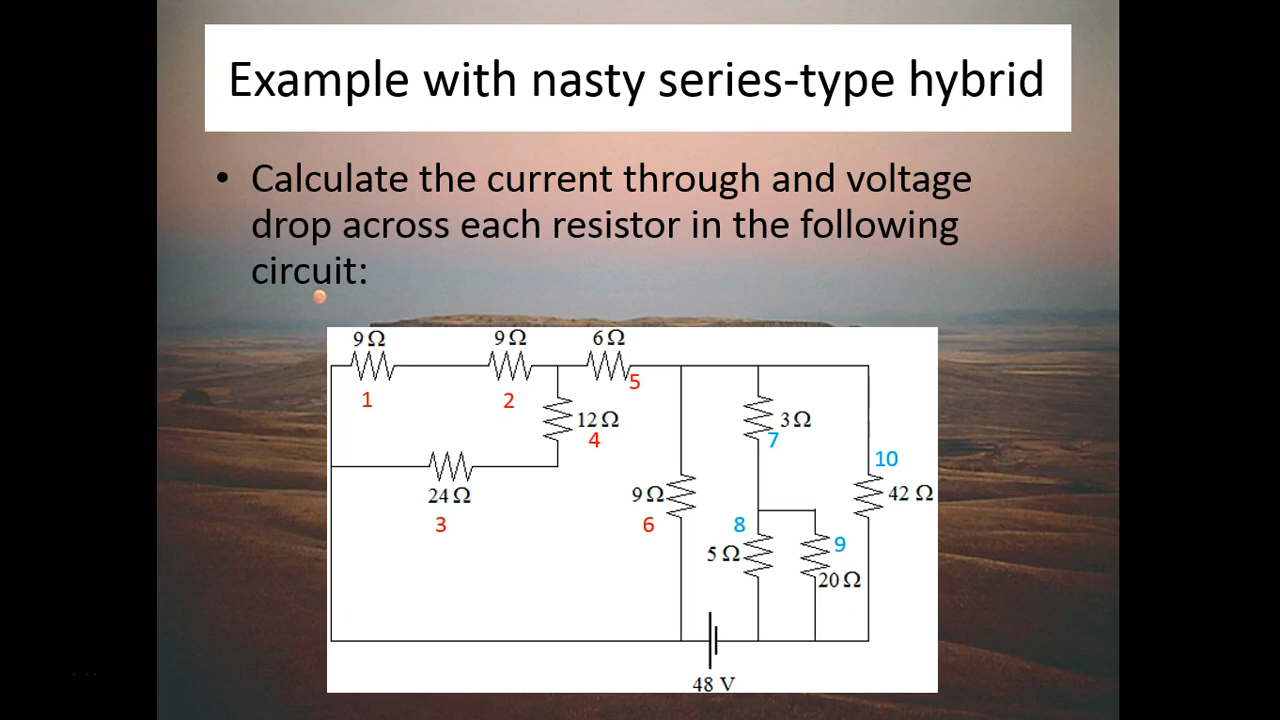 Example with nasty series-type hybrid
• Calculate the current through and voltage
drop across each resistor in the following
circuit:
9 Ω
9 Ω
6 Ω
1
2
5
12 Ω
4
3 Ω
7
10
24 Ω
3
9 Ω
6
42 Ω
8
5 Ω
9
20 Ω
48 V